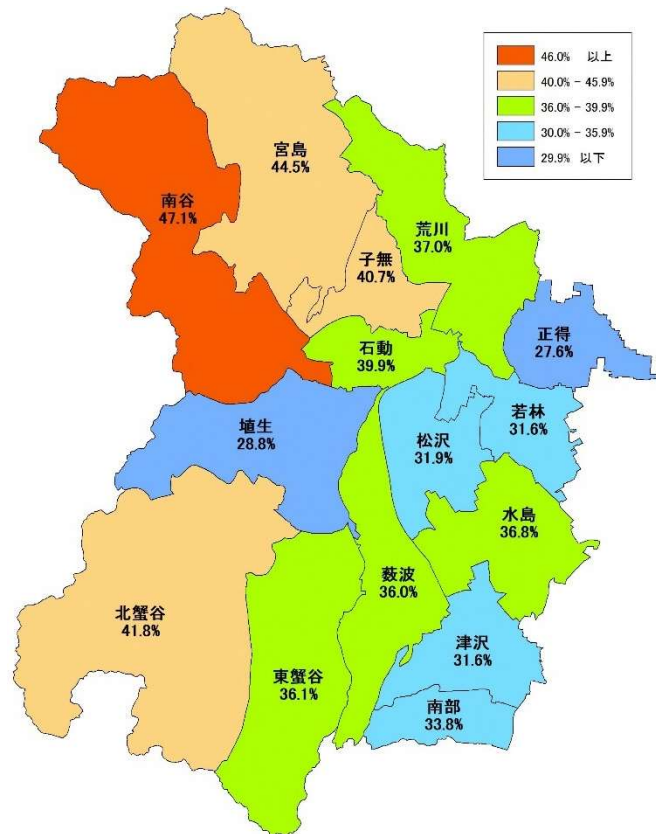 46.0% 以上
40.0% - 45.9%
36.0% - 39.9%
30.0% - 35.9%
29.9% 以下
宮島
44.5%
南谷
47.1%
荒川
37.0%
子無
40.7%
正得
27.6%
石動
39.9%
若林
31.6%
埴生
28.8%
松沢
31.9%
水島
36.8%
薮波
36.0%
北蟹谷
41.8%
津沢
31.6%
東蟹谷
36.1%
南部
33.8%